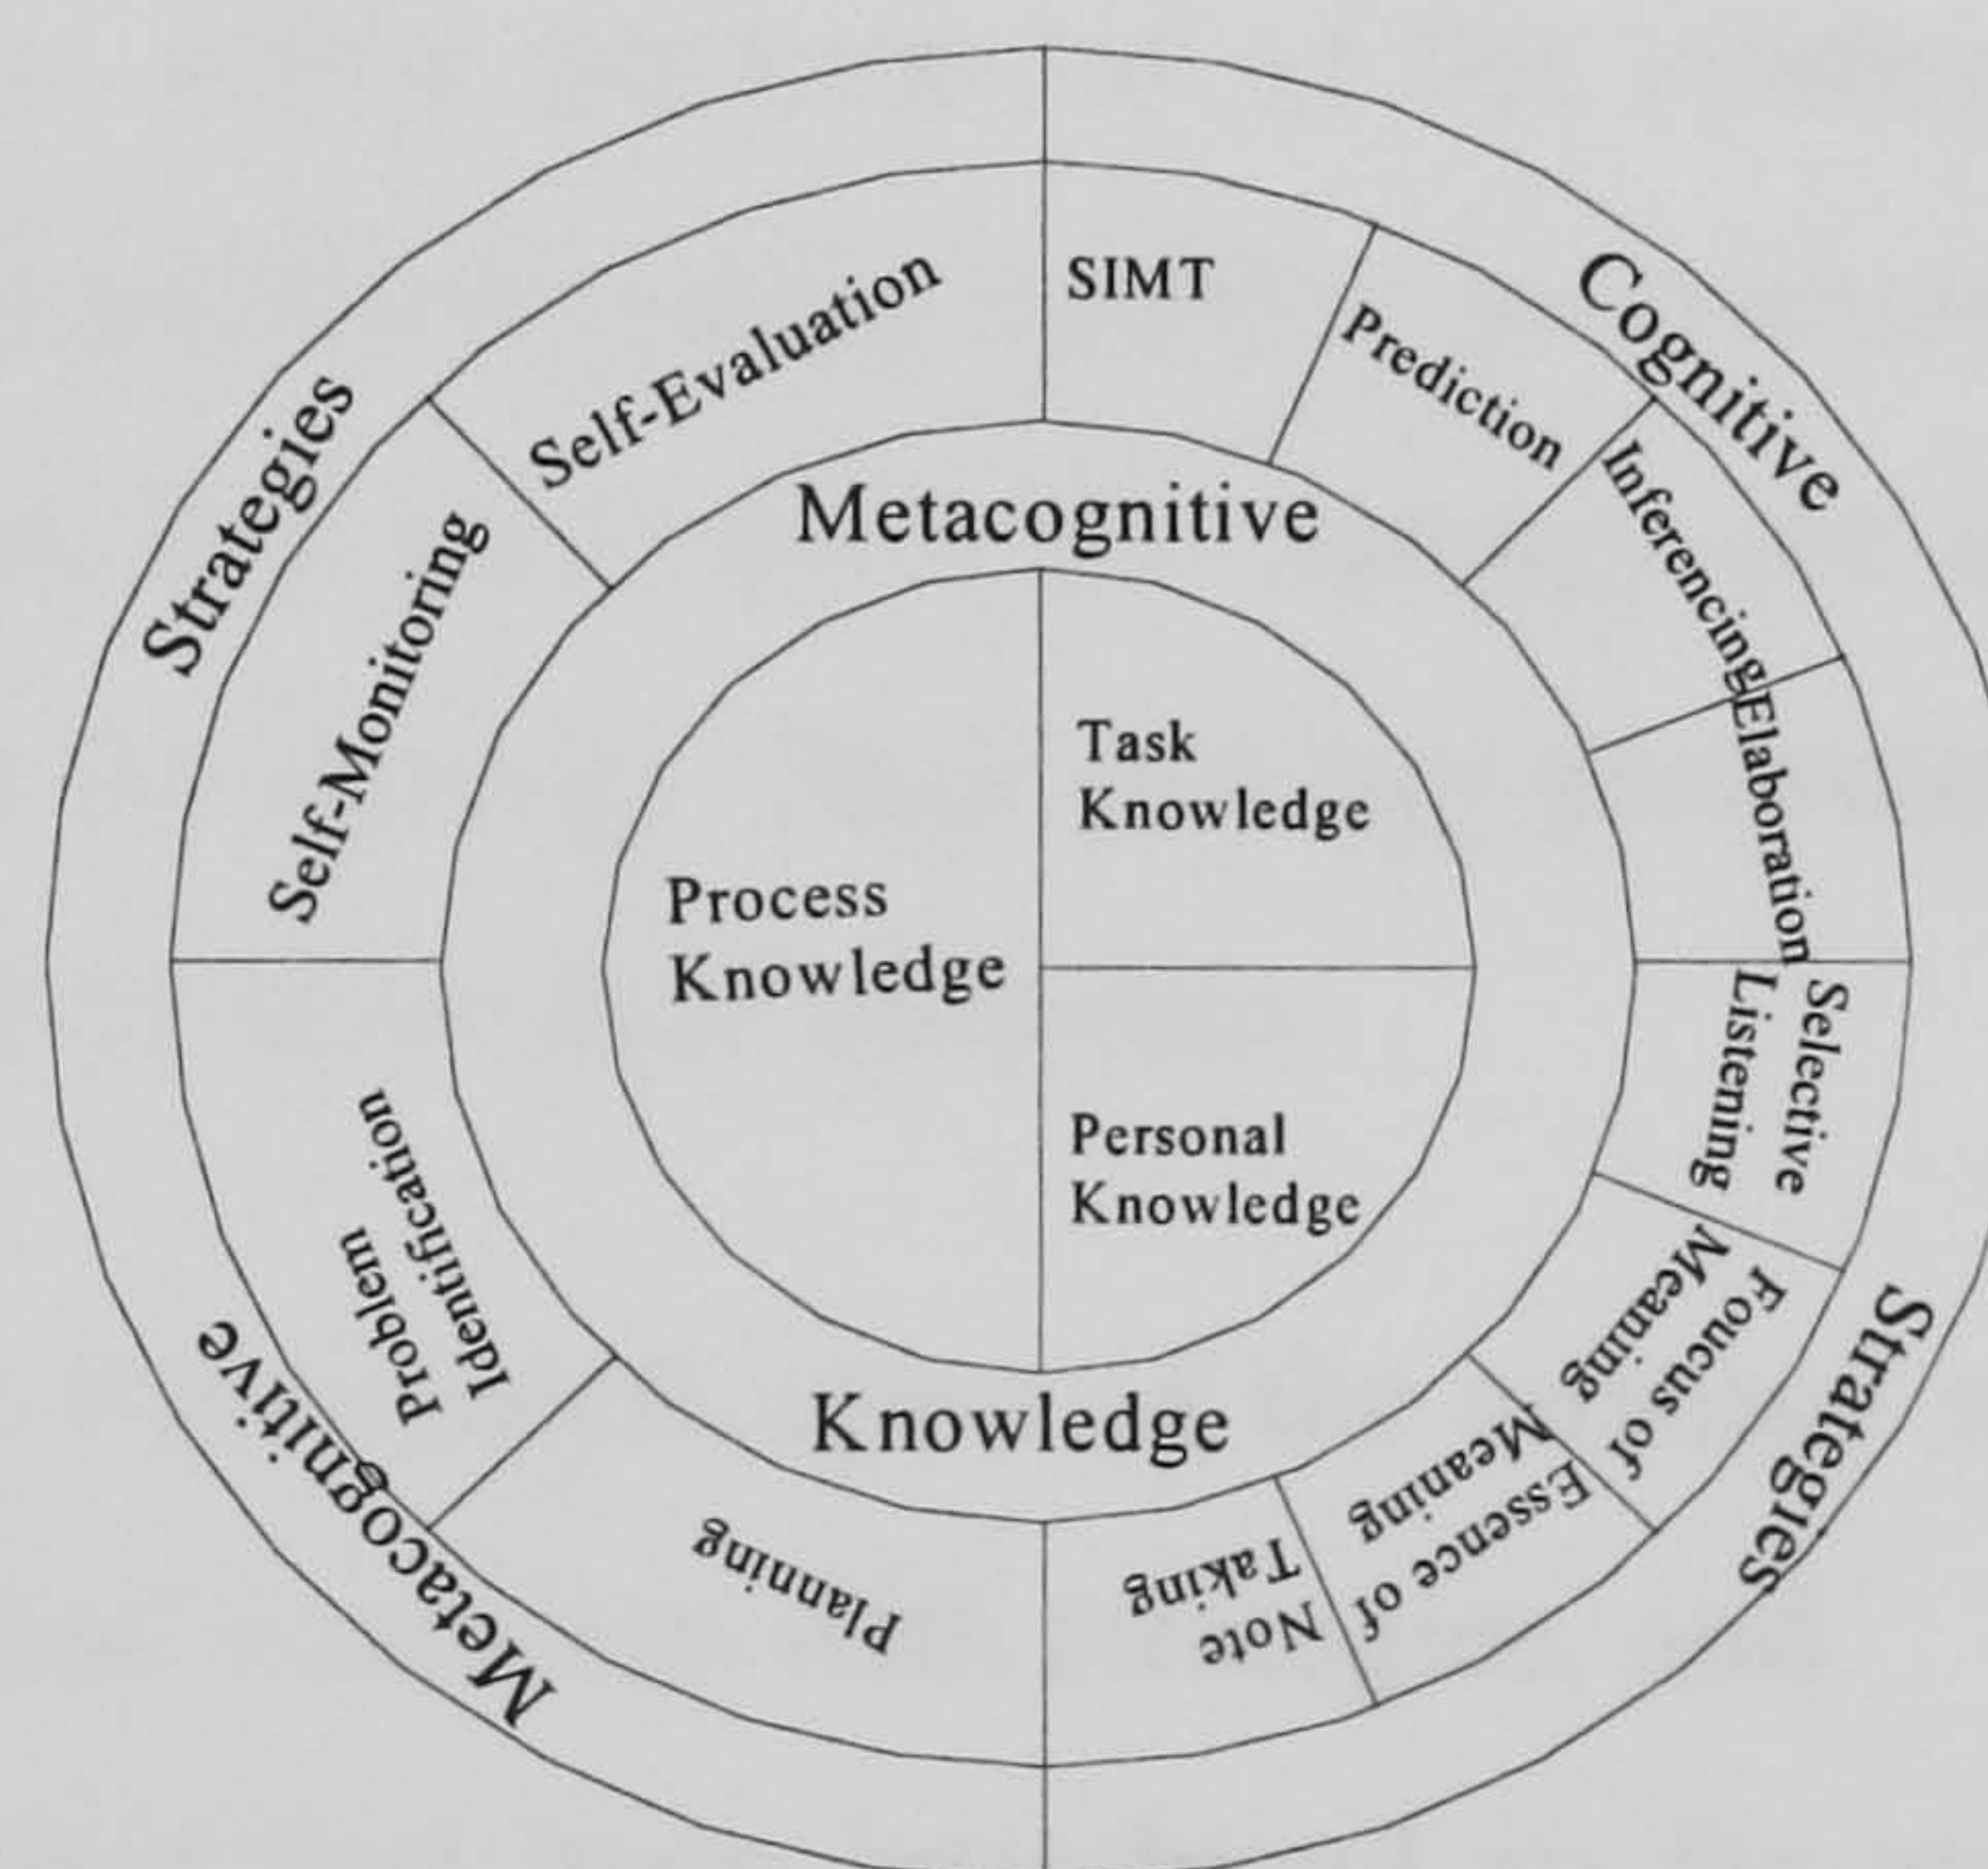 Cognitive
Strategies
Metacognitive
Strategies
SIMT
Prediction
Inferencing
Elaboration
Selective
Listening
Foucus of
Meaning
Essence of
Meaning
Note
Taking
Planning
Problem
Identification
Self-Monitoring
Self-Evaluation
Metacognitive
Knowledge
Process
Knowledge
Task
Knowledge
Personal
Knowledge